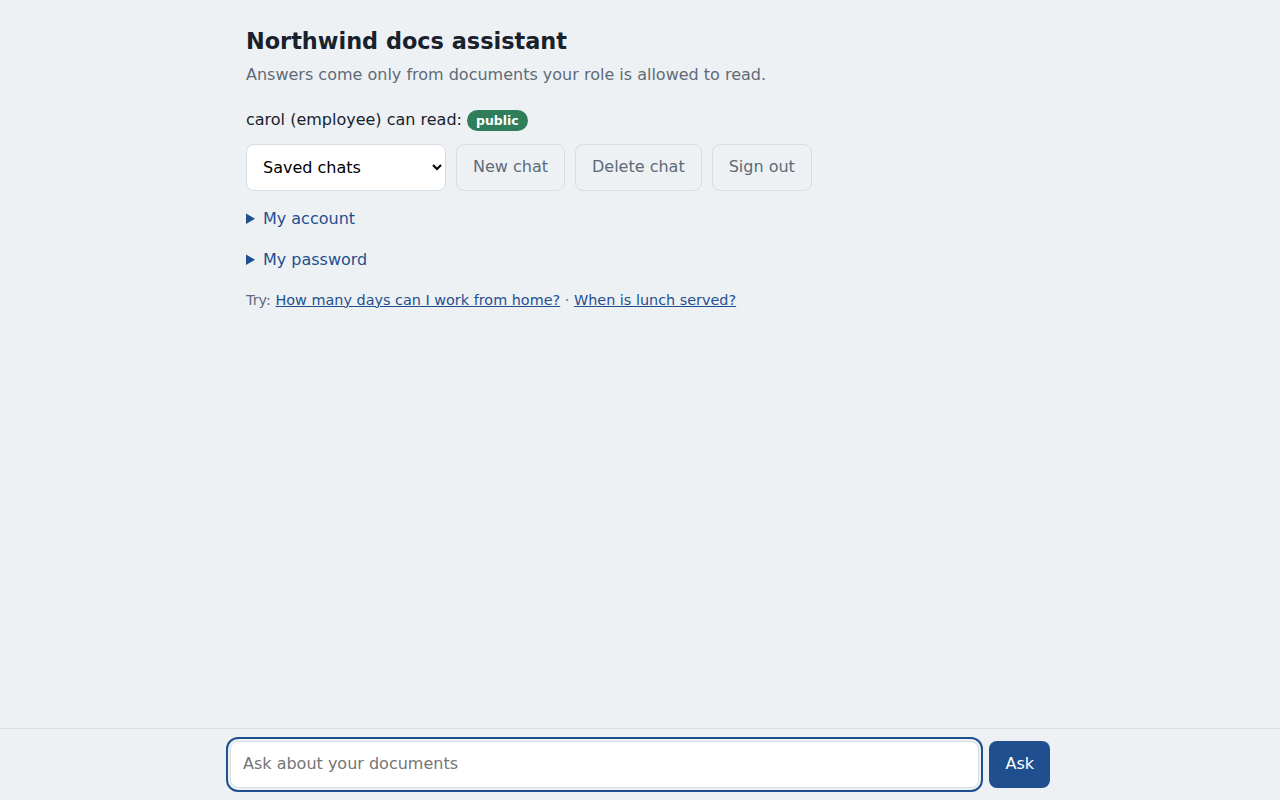 Northwind docs assistant
Answers come only from documents your role is allowed to read.
carol (employee) can read: public
Saved chats New chat Delete chat Sign out
My account
My password
Try: How many days can I work from home? · When is lunch served?
Ask about your documents Ask